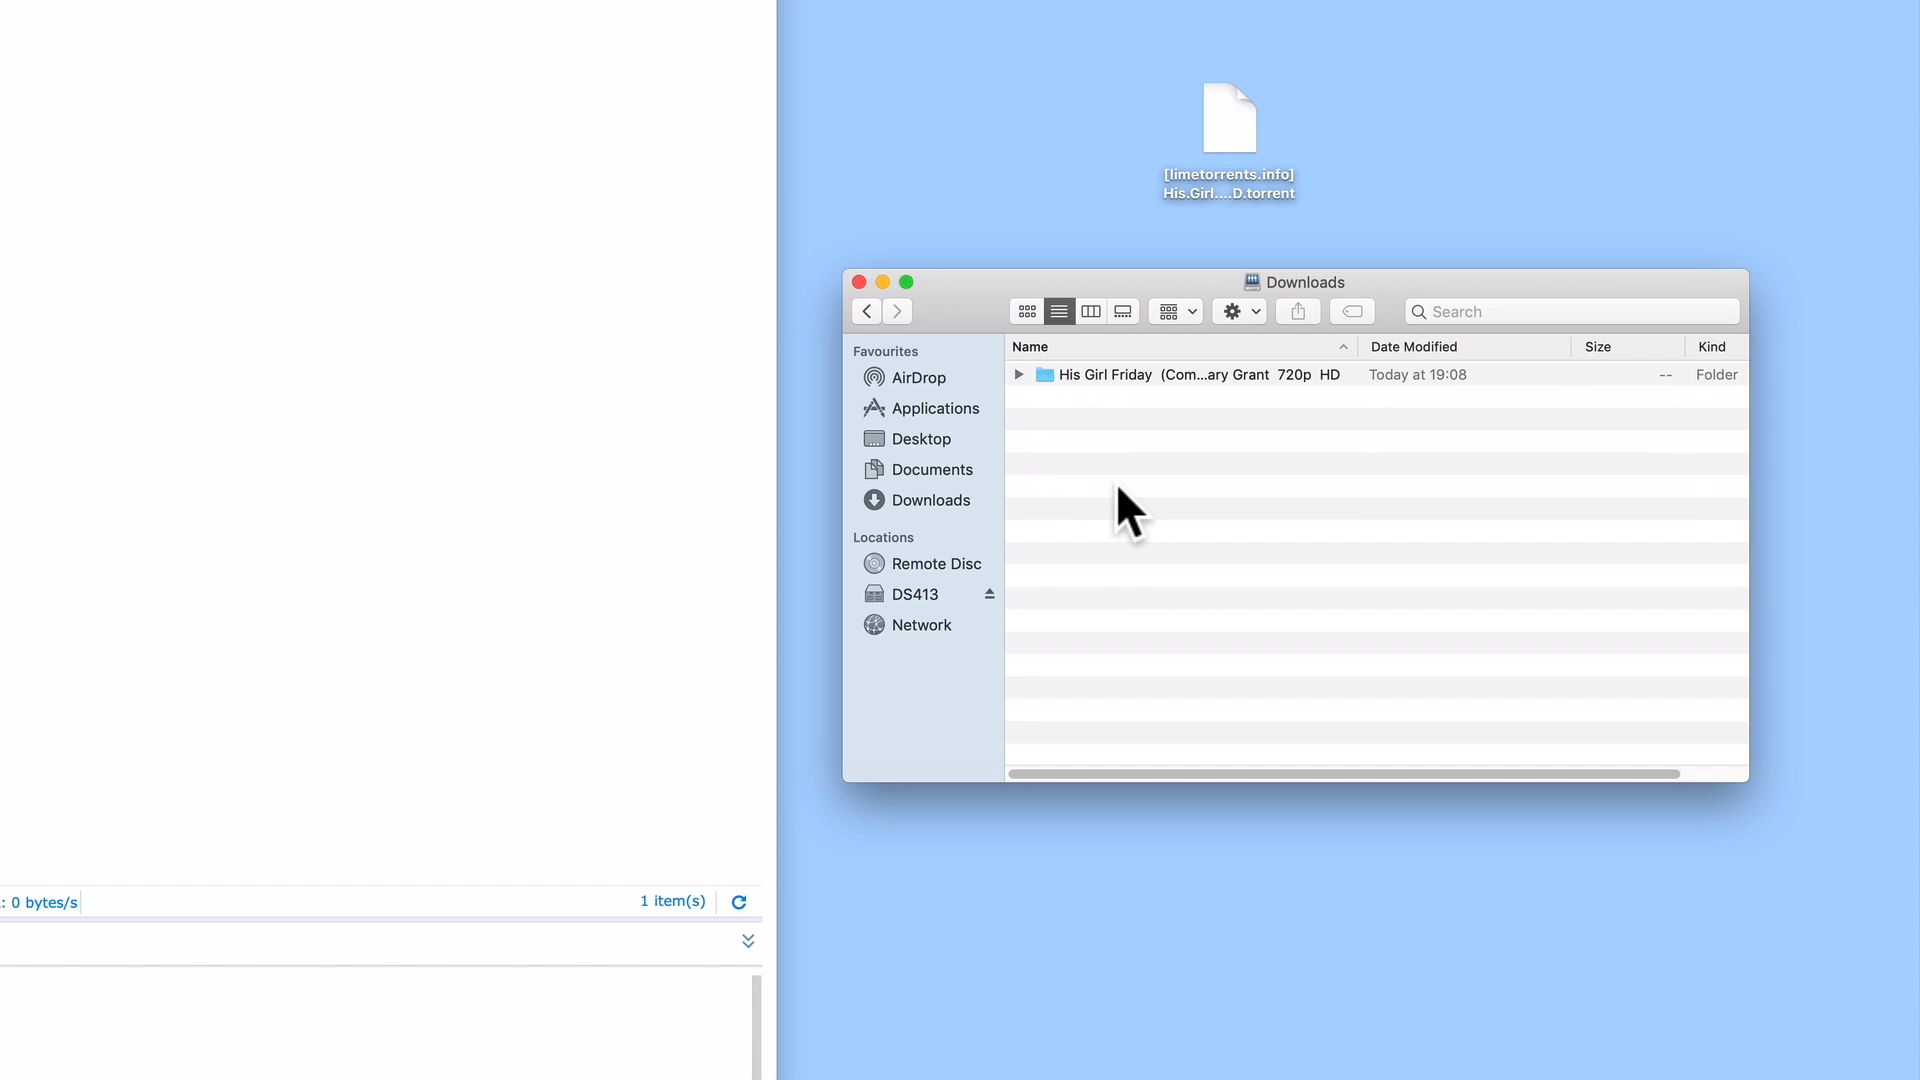 [limetorrents.info]
His.Girl....D.torrent
Downloads
Search
Favourites
AirDrop
Applications
Desktop
Documents
Downloads
Locations
Remote Disc
DS413
Network
Name Date Modified Size Kind
His Girl Friday (Com...ary Grant 720p HD Today at 19:08 -- Folder
: 0 bytes/s 1 item(s)